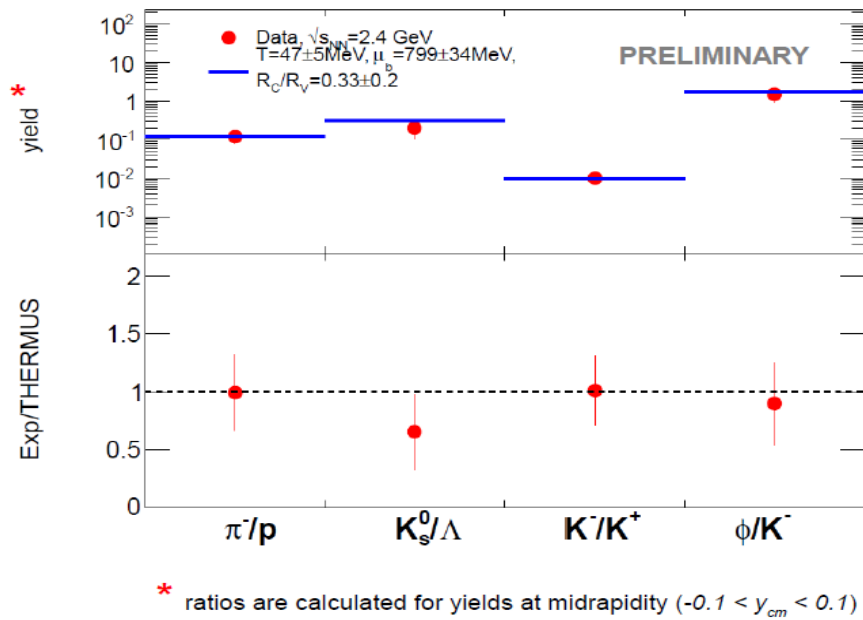 10²
10
1
10⁻¹
10⁻²
10⁻³
yield *
Data, √s_NN=2.4 GeV
T=47±5MeV, μ_b=799±34MeV,
R_C/R_V=0.33±0.2
PRELIMINARY
2
1.5
1
0.5
0
Exp/THERMUS
π⁻/p
K⁰_s/Λ
K⁻/K⁺
ϕ/K⁻
* ratios are calculated for yields at midrapidity (-0.1 < y_cm < 0.1)